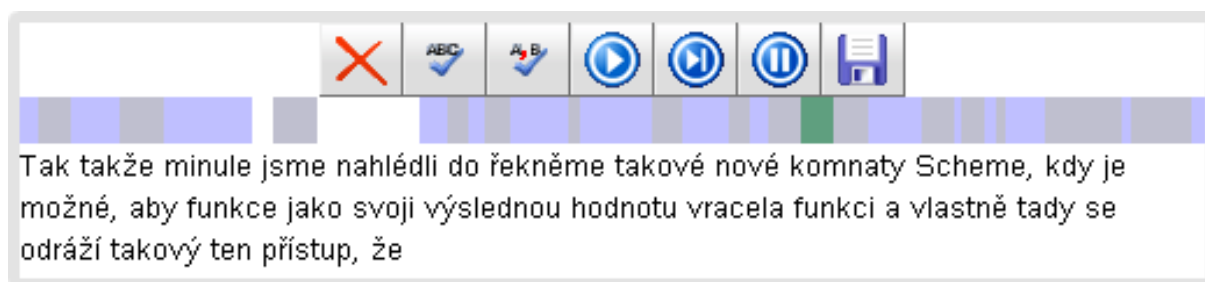 ABC A,B
Tak takže minule jsme nahlédli do řekněme takové nové komnaty Scheme, kdy je
možné, aby funkce jako svoji výslednou hodnotu vracela funkci a vlastně tady se
odráží takový ten přístup, že